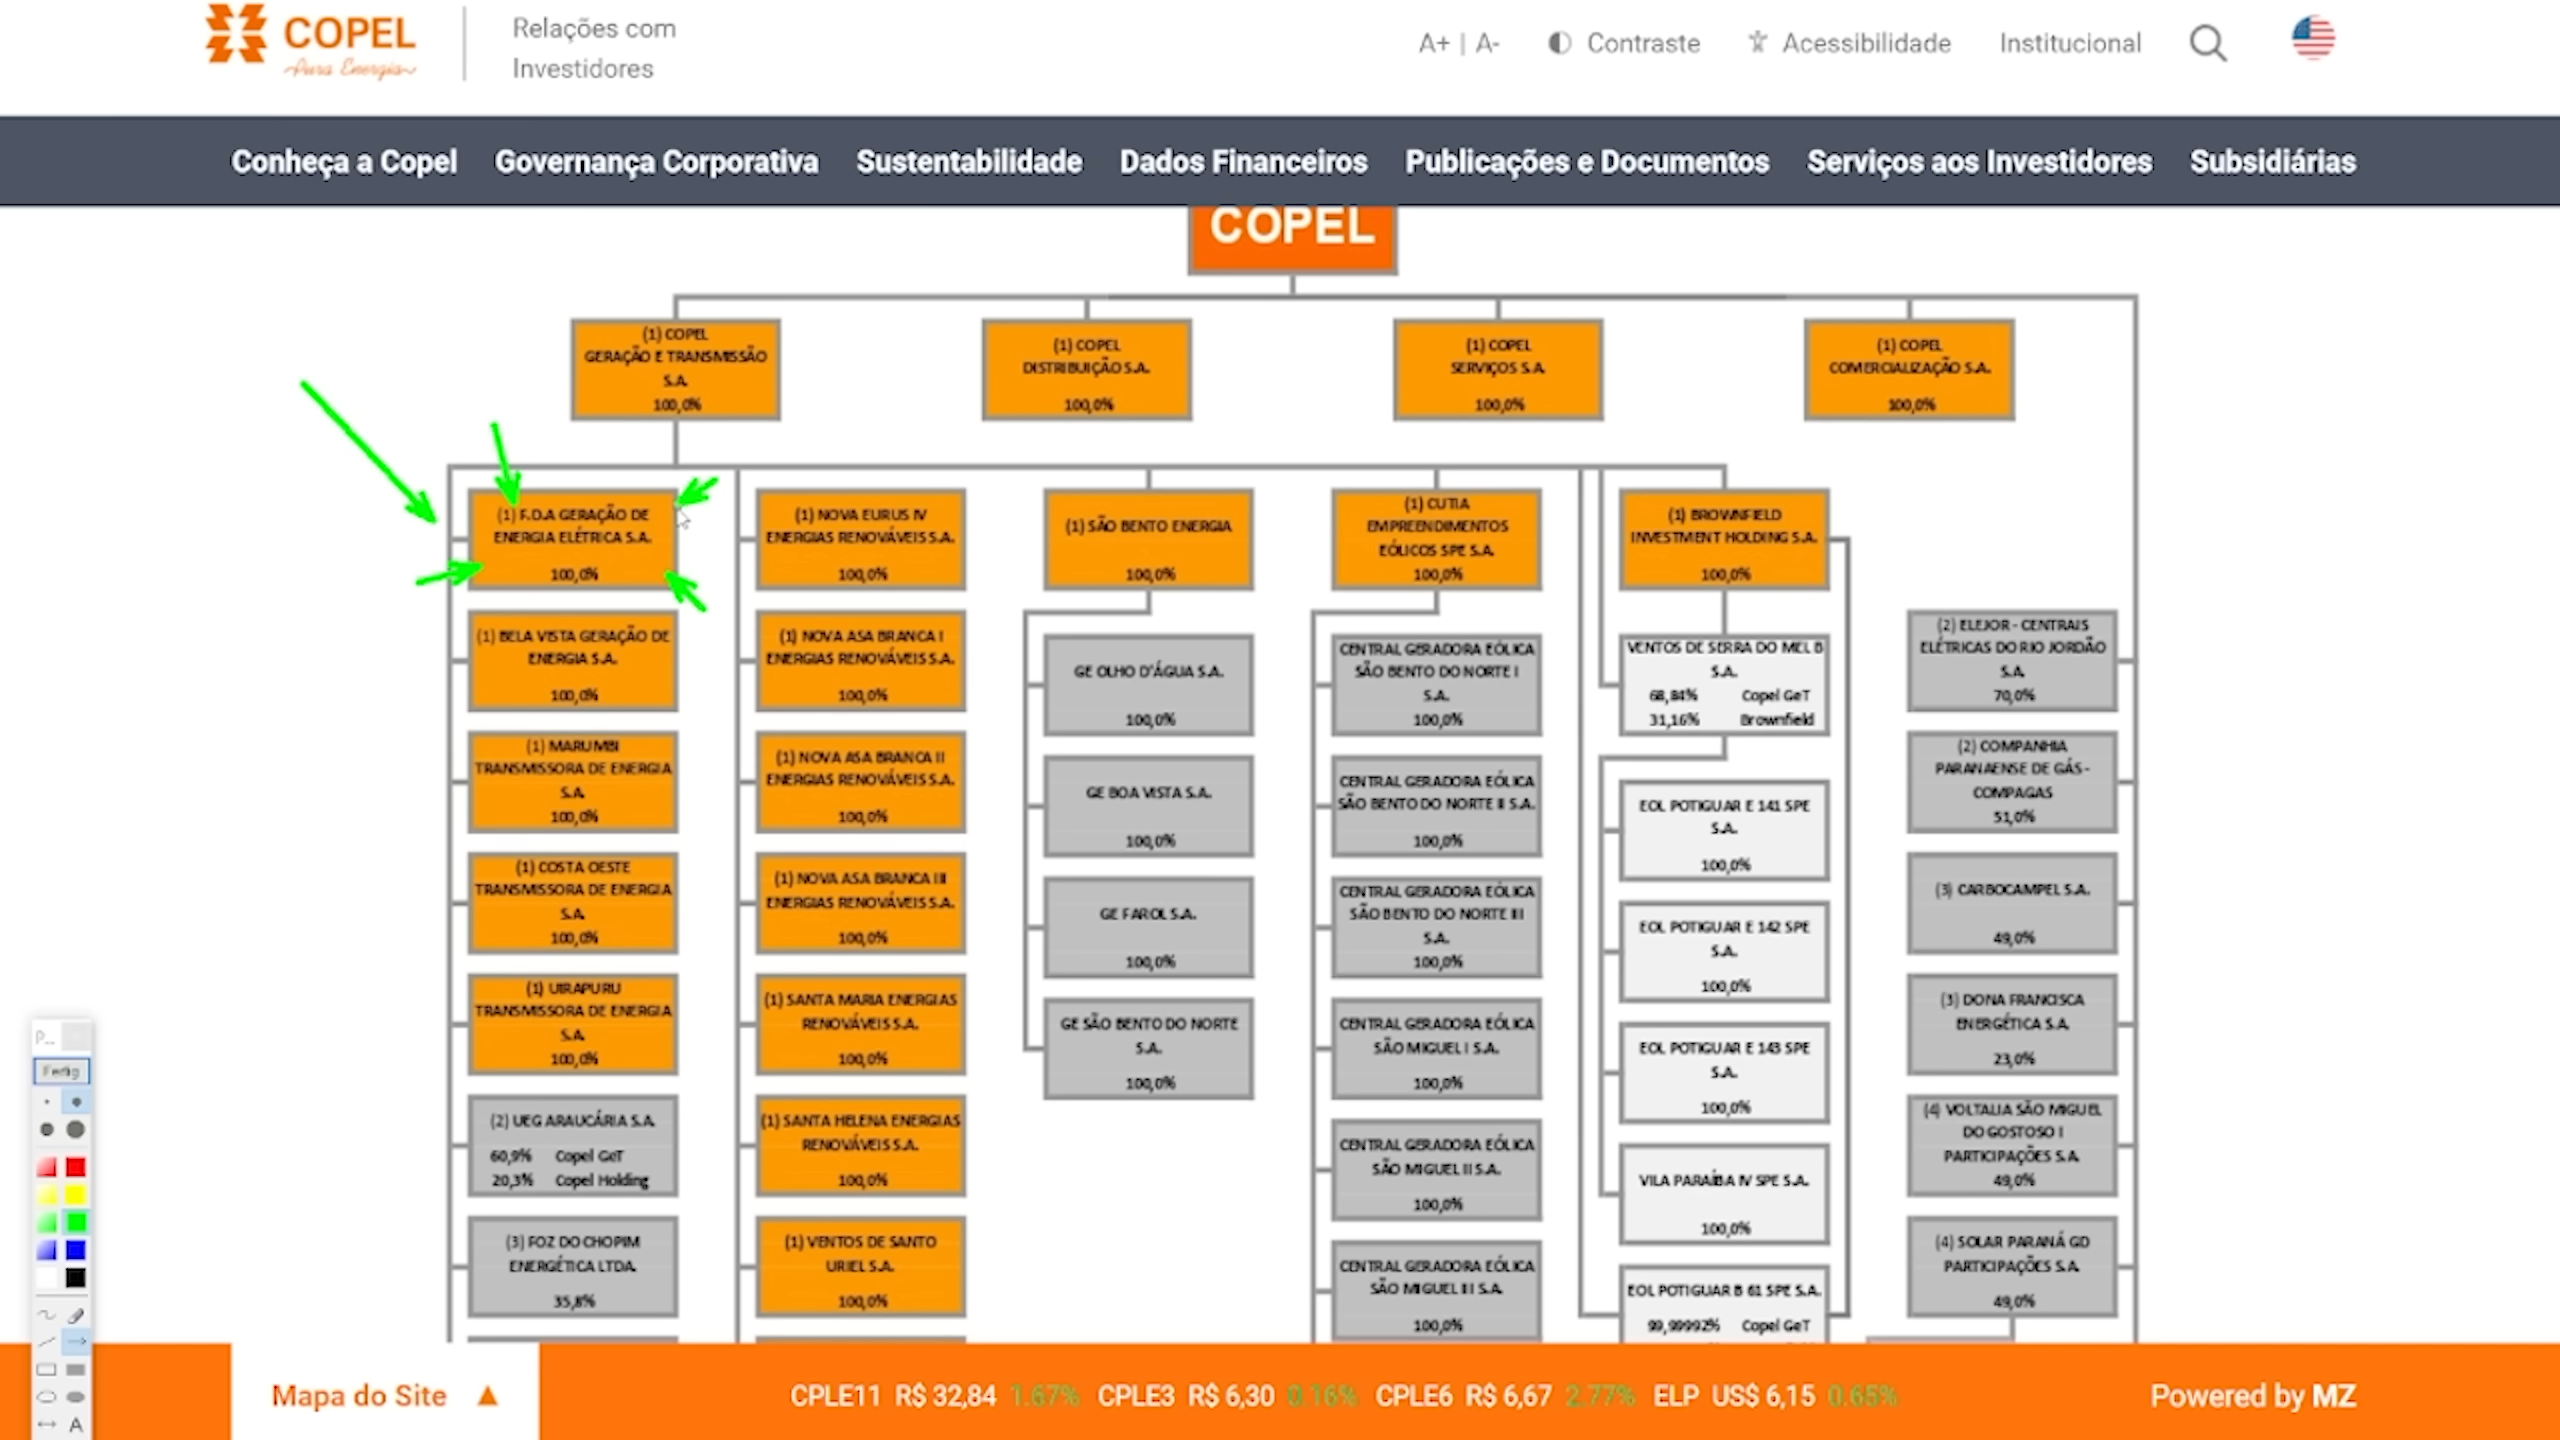 COPEL
Pura Energia
Relações com
Investidores
A+ | A-
Contraste
Acessibilidade
Institucional
Conheça a Copel
Governança Corporativa
Sustentabilidade
Dados Financeiros
Publicações e Documentos
Serviços aos Investidores
Subsidiárias
COPEL
(1) COPEL
GERAÇÃO E TRANSMISSÃO
S.A.
100,0%
(1) COPEL
DISTRIBUIÇÃO S.A.
100,0%
(1) COPEL
SERVIÇOS S.A.
100,0%
(1) COPEL
COMERCIALIZAÇÃO S.A.
100,0%
(1) F.D.A GERAÇÃO DE
ENERGIA ELÉTRICA S.A.
100,0%
(1) BELA VISTA GERAÇÃO DE
ENERGIA S.A.
100,0%
(1) MARUMBI
TRANSMISSORA DE ENERGIA
S.A.
100,0%
(1) COSTA OESTE
TRANSMISSORA DE ENERGIA
S.A.
100,0%
(1) UIRAPURU
TRANSMISSORA DE ENERGIA
S.A.
100,0%
(2) UEG ARAUCÁRIA S.A.
60,9% Copel GeT
20,3% Copel Holding
(3) FOZ DO CHOPIM
ENERGÉTICA LTDA.
35,8%
(1) NOVA EURUS IV
ENERGIAS RENOVÁVEIS S.A.
100,0%
(1) NOVA ASA BRANCA I
ENERGIAS RENOVÁVEIS S.A.
100,0%
(1) NOVA ASA BRANCA II
ENERGIAS RENOVÁVEIS S.A.
100,0%
(1) NOVA ASA BRANCA III
ENERGIAS RENOVÁVEIS S.A.
100,0%
(1) SANTA MARIA ENERGIAS
RENOVÁVEIS S.A.
100,0%
(1) SANTA HELENA ENERGIAS
RENOVÁVEIS S.A.
100,0%
(1) VENTOS DE SANTO
URIEL S.A.
100,0%
(1) SÃO BENTO ENERGIA
100,0%
GE OLHO D'ÁGUA S.A.
100,0%
GE BOA VISTA S.A.
100,0%
GE FAROL S.A.
100,0%
GE SÃO BENTO DO NORTE
S.A.
100,0%
(1) CUTIA
EMPREENDIMENTOS
EÓLICOS SPE S.A.
100,0%
CENTRAL GERADORA EÓLICA
SÃO BENTO DO NORTE I
S.A.
100,0%
CENTRAL GERADORA EÓLICA
SÃO BENTO DO NORTE II S.A.
100,0%
CENTRAL GERADORA EÓLICA
SÃO BENTO DO NORTE III
S.A.
100,0%
CENTRAL GERADORA EÓLICA
SÃO MIGUEL I S.A.
100,0%
CENTRAL GERADORA EÓLICA
SÃO MIGUEL II S.A.
100,0%
CENTRAL GERADORA EÓLICA
SÃO MIGUEL III S.A.
100,0%
(1) BROWNFIELD
INVESTMENT HOLDING S.A.
100,0%
VENTOS DE SERRA DO MEL B
S.A.
68,84% Copel GeT
31,16% Brownfield
EOL POTIGUAR E 141 SPE
S.A.
100,0%
EOL POTIGUAR E 142 SPE
S.A.
100,0%
EOL POTIGUAR E 143 SPE
S.A.
100,0%
VILA PARAÍBA IV SPE S.A.
100,0%
EOL POTIGUAR B 61 SPE S.A.
99,99992% Copel GeT
(2) ELEJOR - CENTRAIS
ELÉTRICAS DO RIO JORDÃO
S.A.
70,0%
(2) COMPANHIA
PARANAENSE DE GÁS -
COMPAGAS
51,0%
(3) CARBOCAMPEL S.A.
49,0%
(3) DONA FRANCISCA
ENERGÉTICA S.A.
23,0%
(4) VOLTALIA SÃO MIGUEL
DO GOSTOSO I
PARTICIPAÇÕES S.A.
49,0%
(4) SOLAR PARANÁ GD
PARTICIPAÇÕES S.A.
49,0%
P...
Fertig
A
Mapa do Site
CPLE11 R$ 32,84 1.67% CPLE3 R$ 6,30 0.16% CPLE6 R$ 6,67 2.77% ELP US$ 6,15 0.65%
Powered by MZ